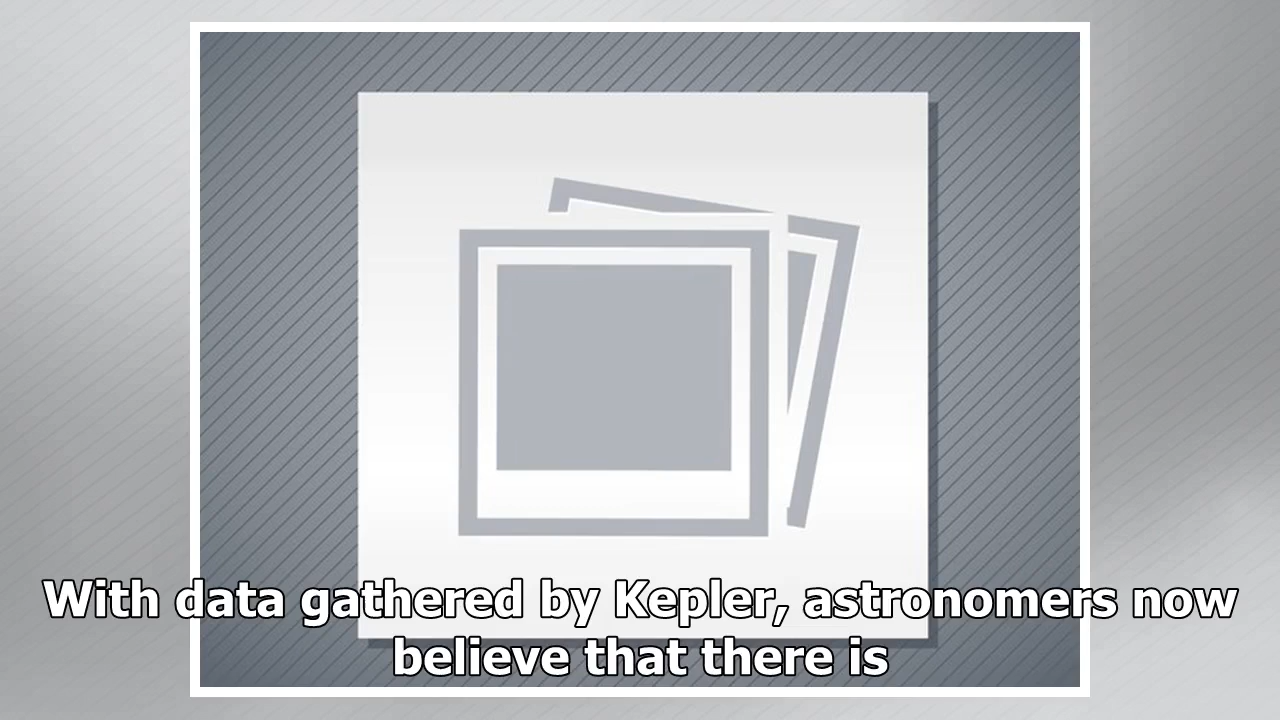 With data gathered by Kepler, astronomers now
believe that there is